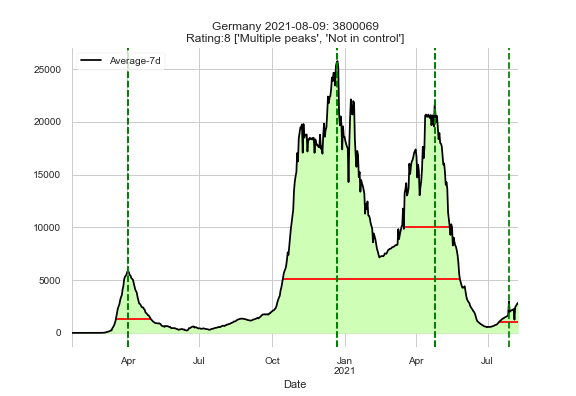 Germany 2021-08-09: 3800069
Rating:8 ['Multiple peaks', 'Not in control']
Average-7d
25000
20000
15000
10000
5000
0
Apr Jul Oct Jan Apr Jul
2021
Date